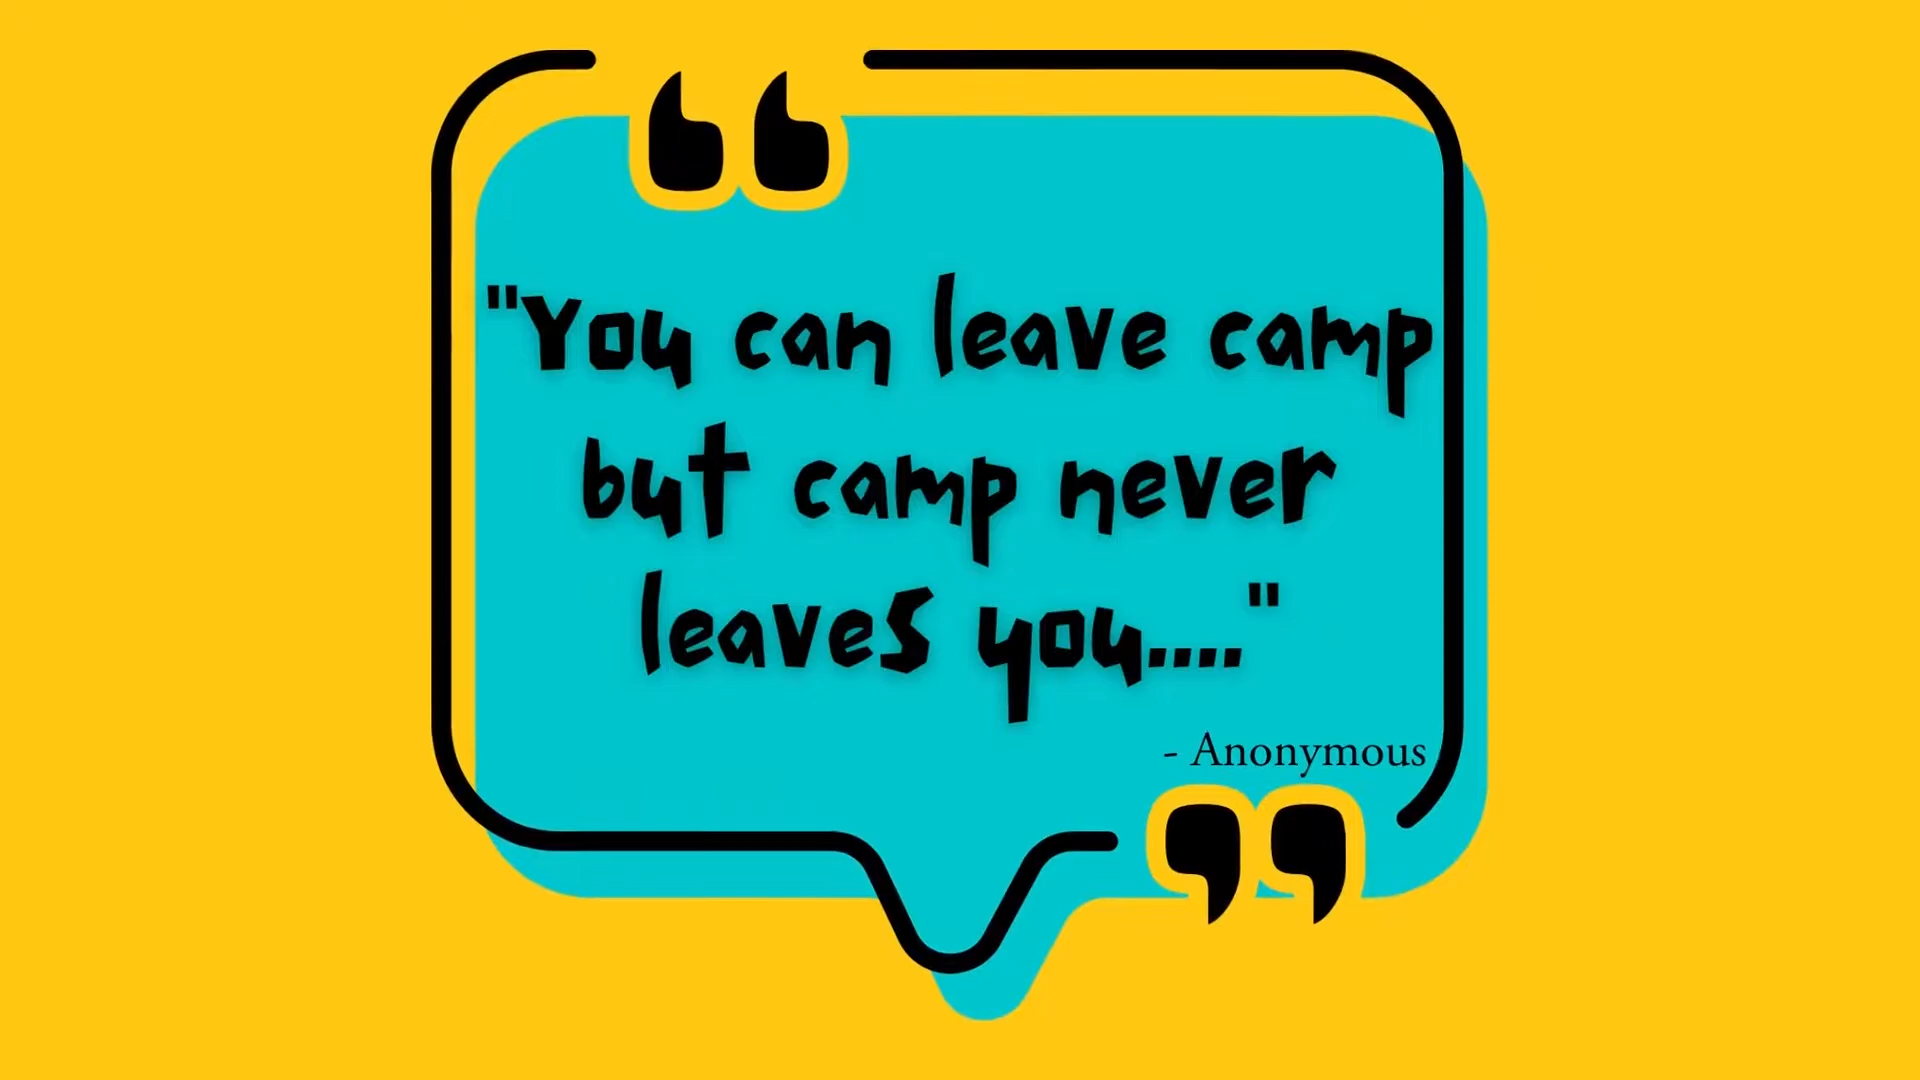 "You can leave camp
but camp never
leaves you...."
- Anonymous